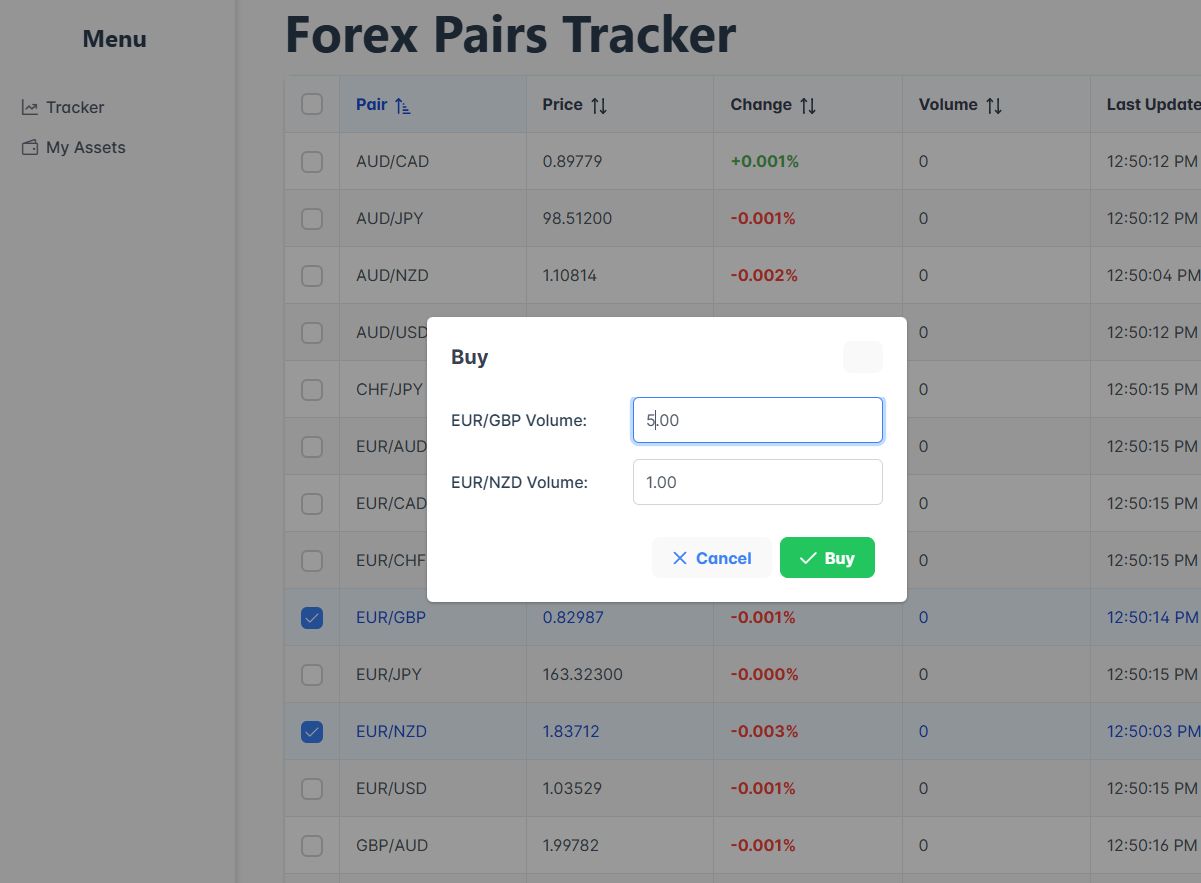 Menu
Tracker
My Assets
Forex Pairs Tracker
Pair Price Change Volume Last Update
AUD/CAD 0.89779 +0.001% 0 12:50:12 PM
AUD/JPY 98.51200 -0.001% 0 12:50:12 PM
AUD/NZD 1.10814 -0.002% 0 12:50:04 PM
AUD/USD 0 12:50:12 PM
CHF/JPY 0 12:50:15 PM
EUR/AUD 0 12:50:15 PM
EUR/CAD 0 12:50:15 PM
EUR/CHF 0 12:50:15 PM
EUR/GBP 0.82987 -0.001% 0 12:50:14 PM
EUR/JPY 163.32300 -0.000% 0 12:50:15 PM
EUR/NZD 1.83712 -0.003% 0 12:50:03 PM
EUR/USD 1.03529 -0.001% 0 12:50:15 PM
GBP/AUD 1.99782 -0.001% 0 12:50:16 PM
Buy
EUR/GBP Volume: 5.00
EUR/NZD Volume: 1.00
Cancel Buy